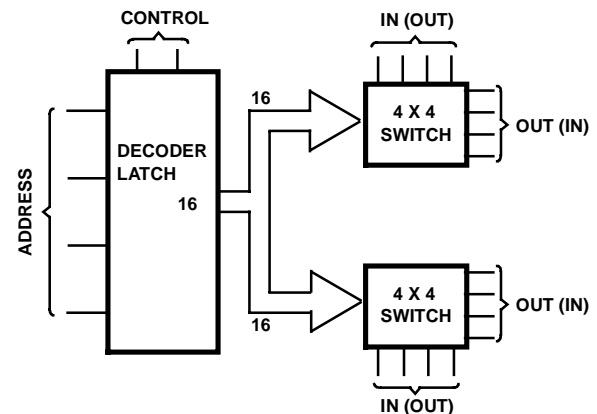 CONTROL
IN (OUT)
16
4 X 4
SWITCH
OUT (IN)
ADDRESS
DECODER
LATCH
16
4 X 4
SWITCH
OUT (IN)
16
IN (OUT)